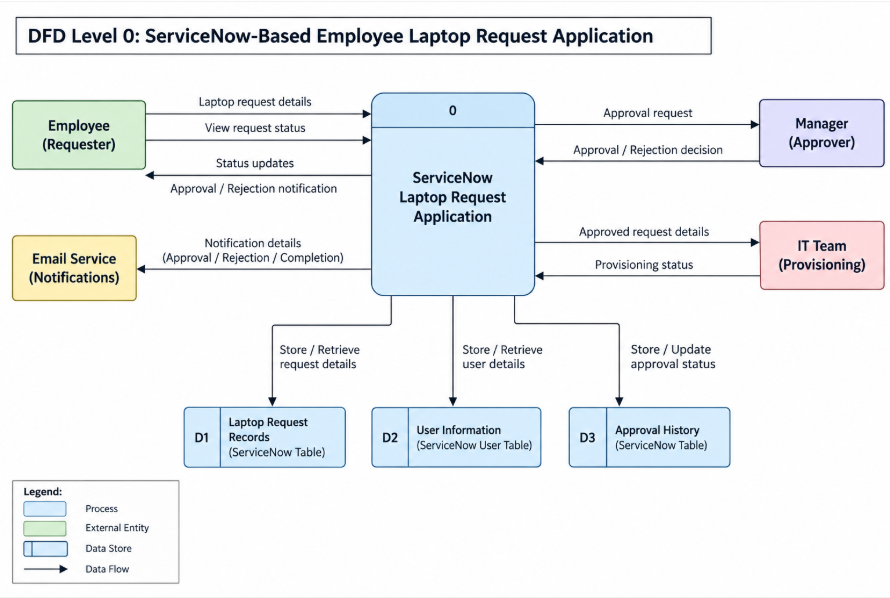 DFD Level 0: ServiceNow-Based Employee Laptop Request Application
Employee
(Requester)
Laptop request details
View request status
Status updates
Approval / Rejection notification
0
ServiceNow
Laptop Request
Application
Approval request
Approval / Rejection decision
Manager
(Approver)
Email Service
(Notifications)
Notification details
(Approval / Rejection / Completion)
Approved request details
Provisioning status
IT Team
(Provisioning)
Store / Retrieve
request details
Store / Retrieve
user details
Store / Update
approval status
D1
Laptop Request
Records
(ServiceNow Table)
D2
User Information
(ServiceNow User Table)
D3
Approval History
(ServiceNow Table)
Legend:
Process
External Entity
Data Store
Data Flow